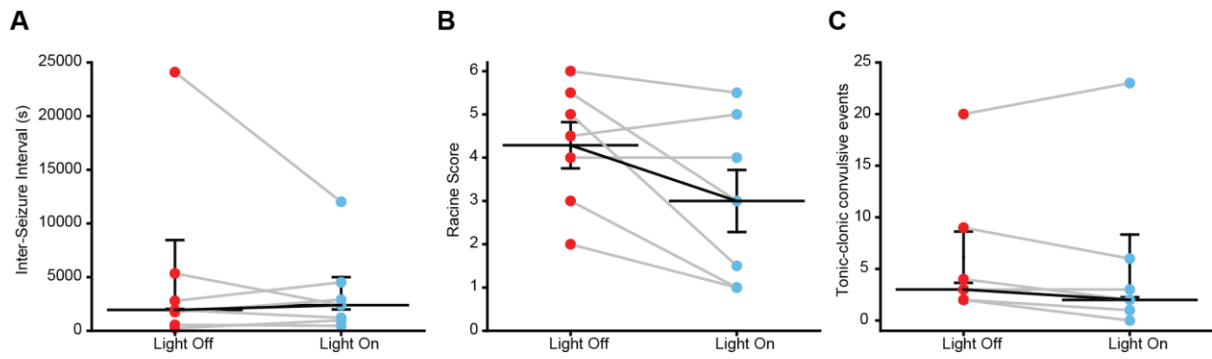 A
Inter-Seizure Interval (s)
25000
20000
15000
10000
5000
0
Light Off
Light On
B
Racine Score
6
5
4
3
2
1
0
Light Off
Light On
C
Tonic-clonic convulsive events
25
20
15
10
5
0
Light Off
Light On